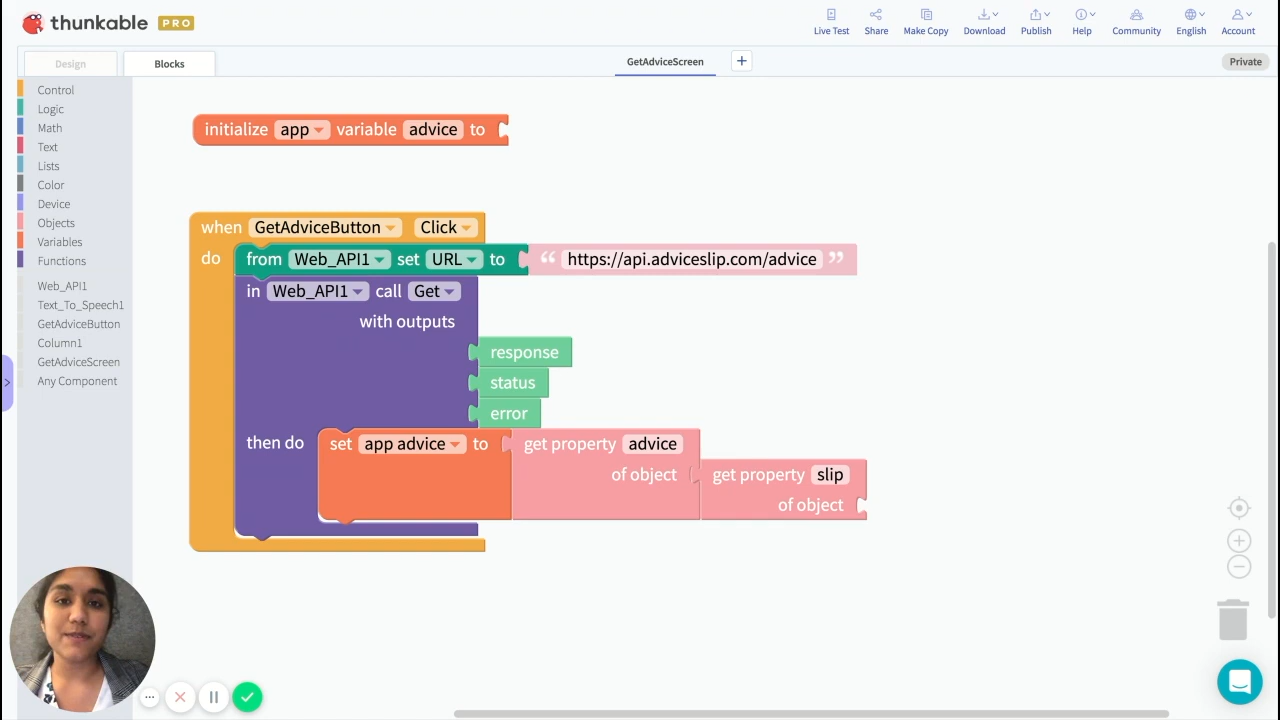 thunkable PRO
Live Test
Share
Make Copy
Download
Publish
Help
Community
English
Account
Design
Blocks
GetAdviceScreen
+
Private
Control
Logic
Math
Text
Lists
Color
Device
Objects
Variables
Functions
Web_API1
Text_To_Speech1
GetAdviceButton
Column1
GetAdviceScreen
Any Component
initialize app variable advice to
when GetAdviceButton Click
do from Web_API1 set URL to “ https://api.adviceslip.com/advice ”
in Web_API1 call Get
with outputs
response
status
error
then do set app advice to get property advice
of object get property slip
of object